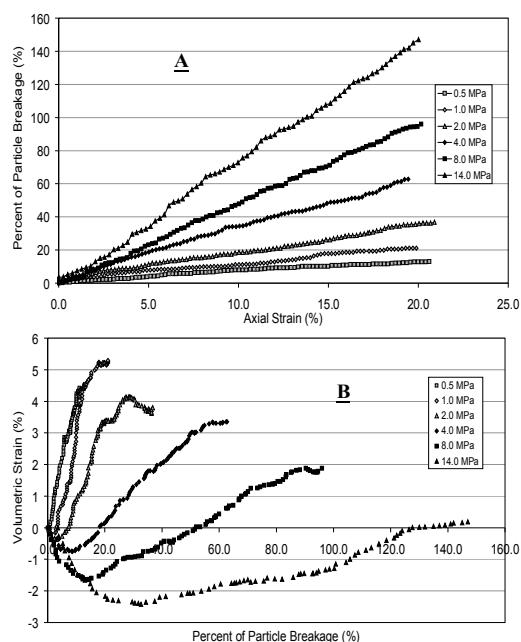 160
140
120
100
80
60
40
20
0
Percent of Particle Breakage (%)
A
0.5 MPa
1.0 MPa
2.0 MPa
4.0 MPa
8.0 MPa
14.0 MPa
0.0 5.0 10.0 15.0 20.0 25.0
Axial Strain (%)
6
5
4
3
2
1
0
-1
-2
-3
Volumetric Strain (%)
B
0.5 MPa
1.0 MPa
2.0 MPa
4.0 MPa
8.0 MPa
14.0 MPa
0.0 20.0 40.0 60.0 80.0 100.0 120.0 140.0 160.0
Percent of Particle Breakage (%)